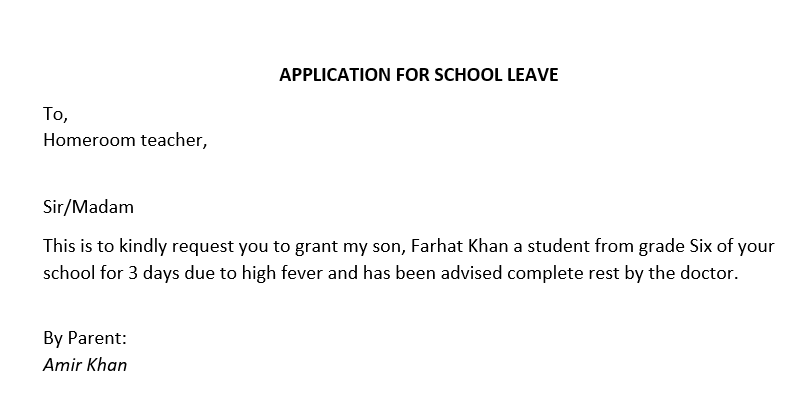 APPLICATION FOR SCHOOL LEAVE
To,
Homeroom teacher,
Sir/Madam
This is to kindly request you to grant my son, Farhat Khan a student from grade Six of your
school for 3 days due to high fever and has been advised complete rest by the doctor.
By Parent:
Amir Khan